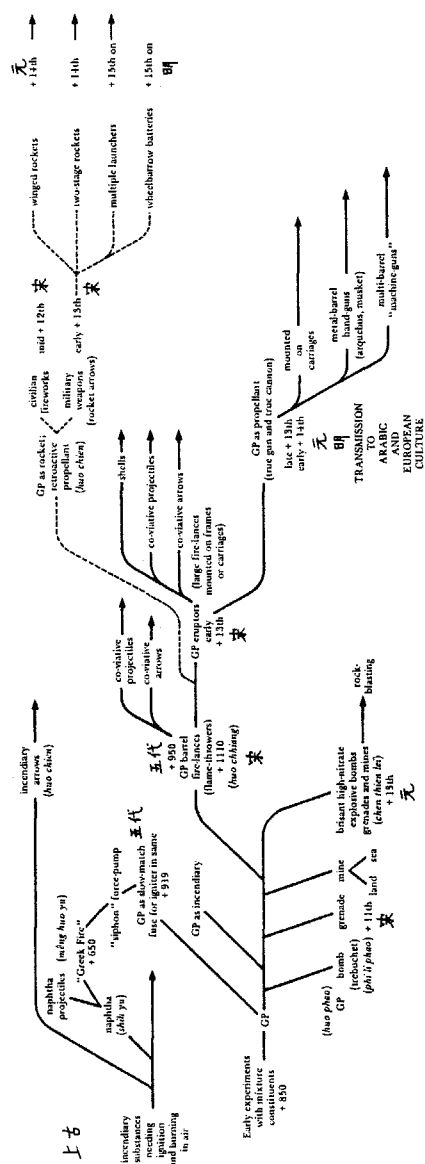 上古
incendiary
substances
needing
ignition
and burning
in air
incendiary
arrows
(huo chien)
naphtha
projectiles
(mêng huo yu)
"Greek Fire"
+ 650
naphtha
(shih yu)
"siphon" force-pump
五代
GP as slow-match
fuse for igniter in same
+ 919
GP as incendiary
Early experiments
with mixture
constituents
+ 850
GP
(huo phao)
GP bomb
(trebuchet)
(phi li phao)
grenade
+ 11th
宋
mine
land sea
brisant high-nitrate
explosive bombs
grenades and mines
(chen thien lei)
+ 13th
元
rock-
blasting
五代
+ 950
GP barrel
fire-lances
(flame-throwers)
+ 1110
(huo chhiang)
宋
co-viative
projectiles
co-viative
arrows
GP eruptors
early
+ 13th
宋
(large fire-lances
mounted on frames
or carriages)
shells
co-viative projectiles
co-viative arrows
GP as rocket;
retroactive
propellant
(huo chien)
civilian
fireworks
military
weapons
(rocket arrows)
mid + 12th 宋
early + 13th
宋
winged rockets
元
+ 14th
two-stage rockets
+ 14th
multiple launchers
+ 15th on
wheelbarrow batteries
+ 15th on
明
GP as propellant
(true gun and true cannon)
late + 13th
early + 14th
元
明
mounted
on
carriages
metal-barrel
hand-guns
(arquebus, musket)
multi-barrel
"machine-guns"
TRANSMISSION
TO
ARABIC
AND
EUROPEAN
CULTURE